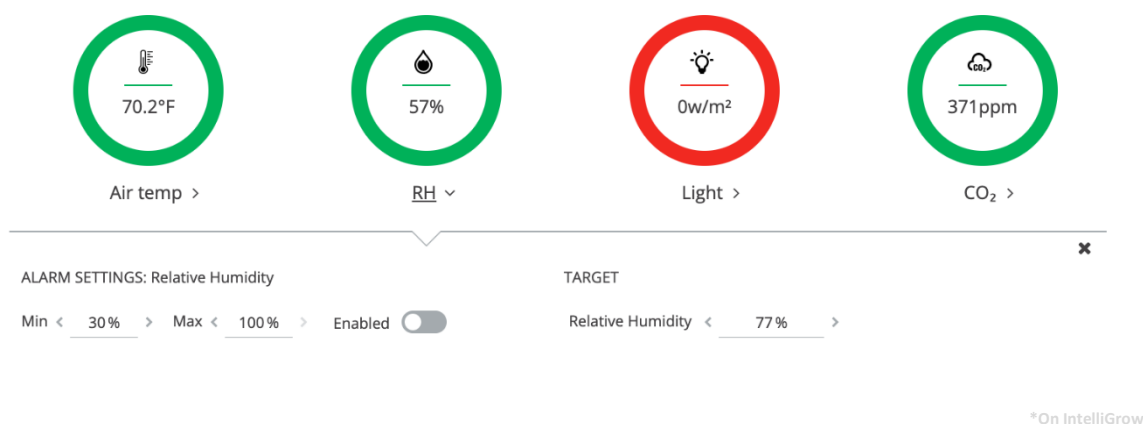 70.2°F
57%
0w/m²
CO₂
371ppm
Air temp >
RH
Light >
CO₂ >
ALARM SETTINGS: Relative Humidity
TARGET
Min < 30% > Max < 100% > Enabled
Relative Humidity < 77% >
*On IntelliGrow